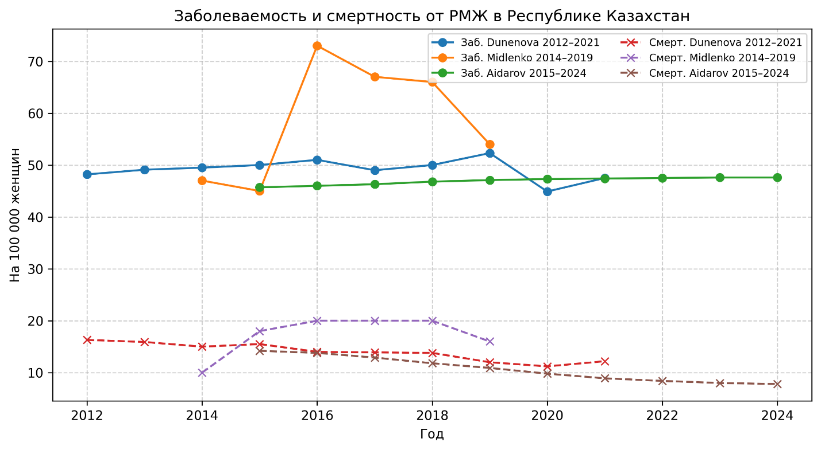 Заболеваемость и смертность от РМЖ в Республике Казахстан
Заб. Dunenova 2012–2021
Заб. Midlenko 2014–2019
Заб. Aidarov 2015–2024
Смерт. Dunenova 2012–2021
Смерт. Midlenko 2014–2019
Смерт. Aidarov 2015–2024
На 100 000 женщин
70
60
50
40
30
20
10
2012
2014
2016
2018
2020
2022
2024
Год